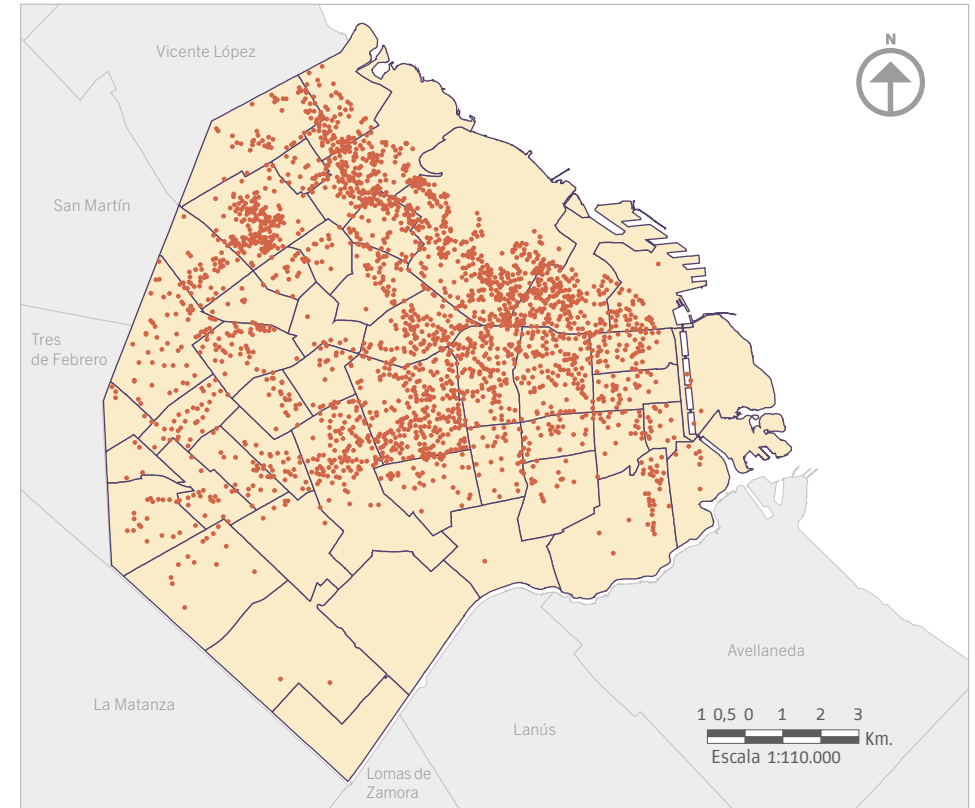 N
Vicente López
San Martín
Tres
de Febrero
La Matanza
Lomas de
Zamora
Lanús
Avellaneda
1 0,5 0 1 2 3
Km.
Escala 1:110.000